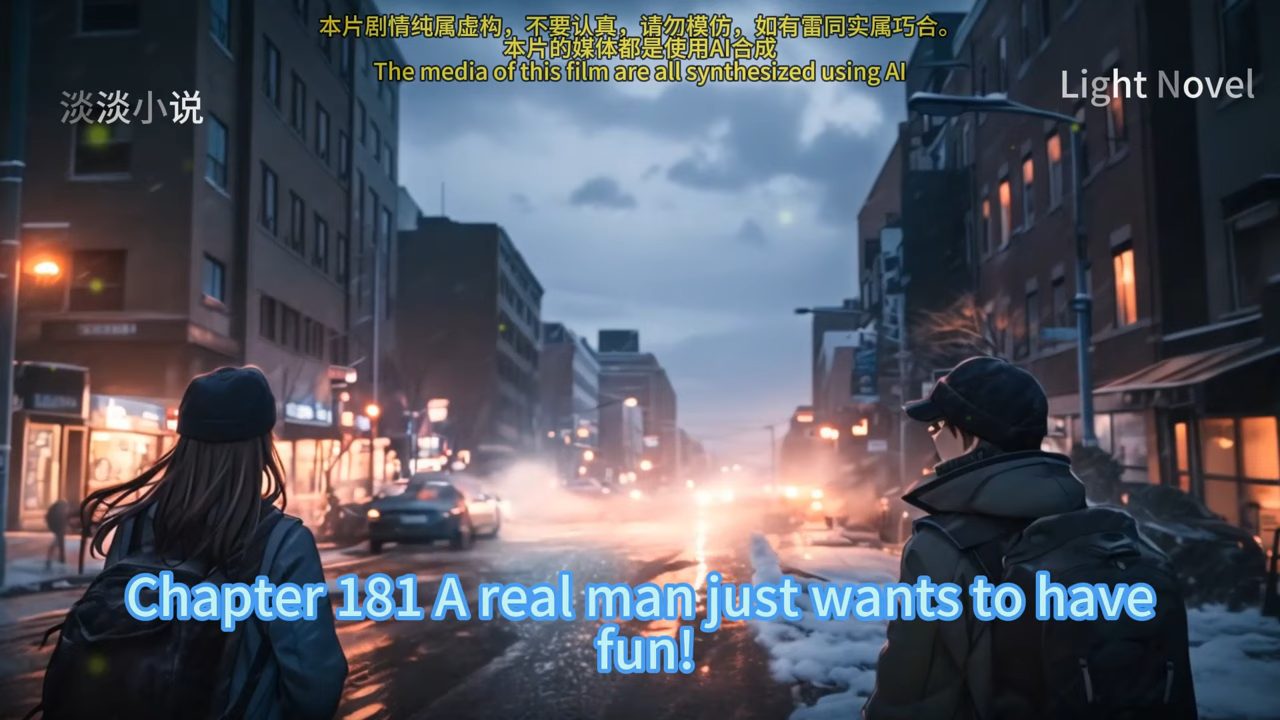 本片剧情纯属虚构，不要认真，请勿模仿，如有雷同实属巧合。
本片的媒体都是使用AI合成
The media of this film are all synthesized using AI
淡淡小说
Light Novel
Chapter 181 A real man just wants to have
fun!